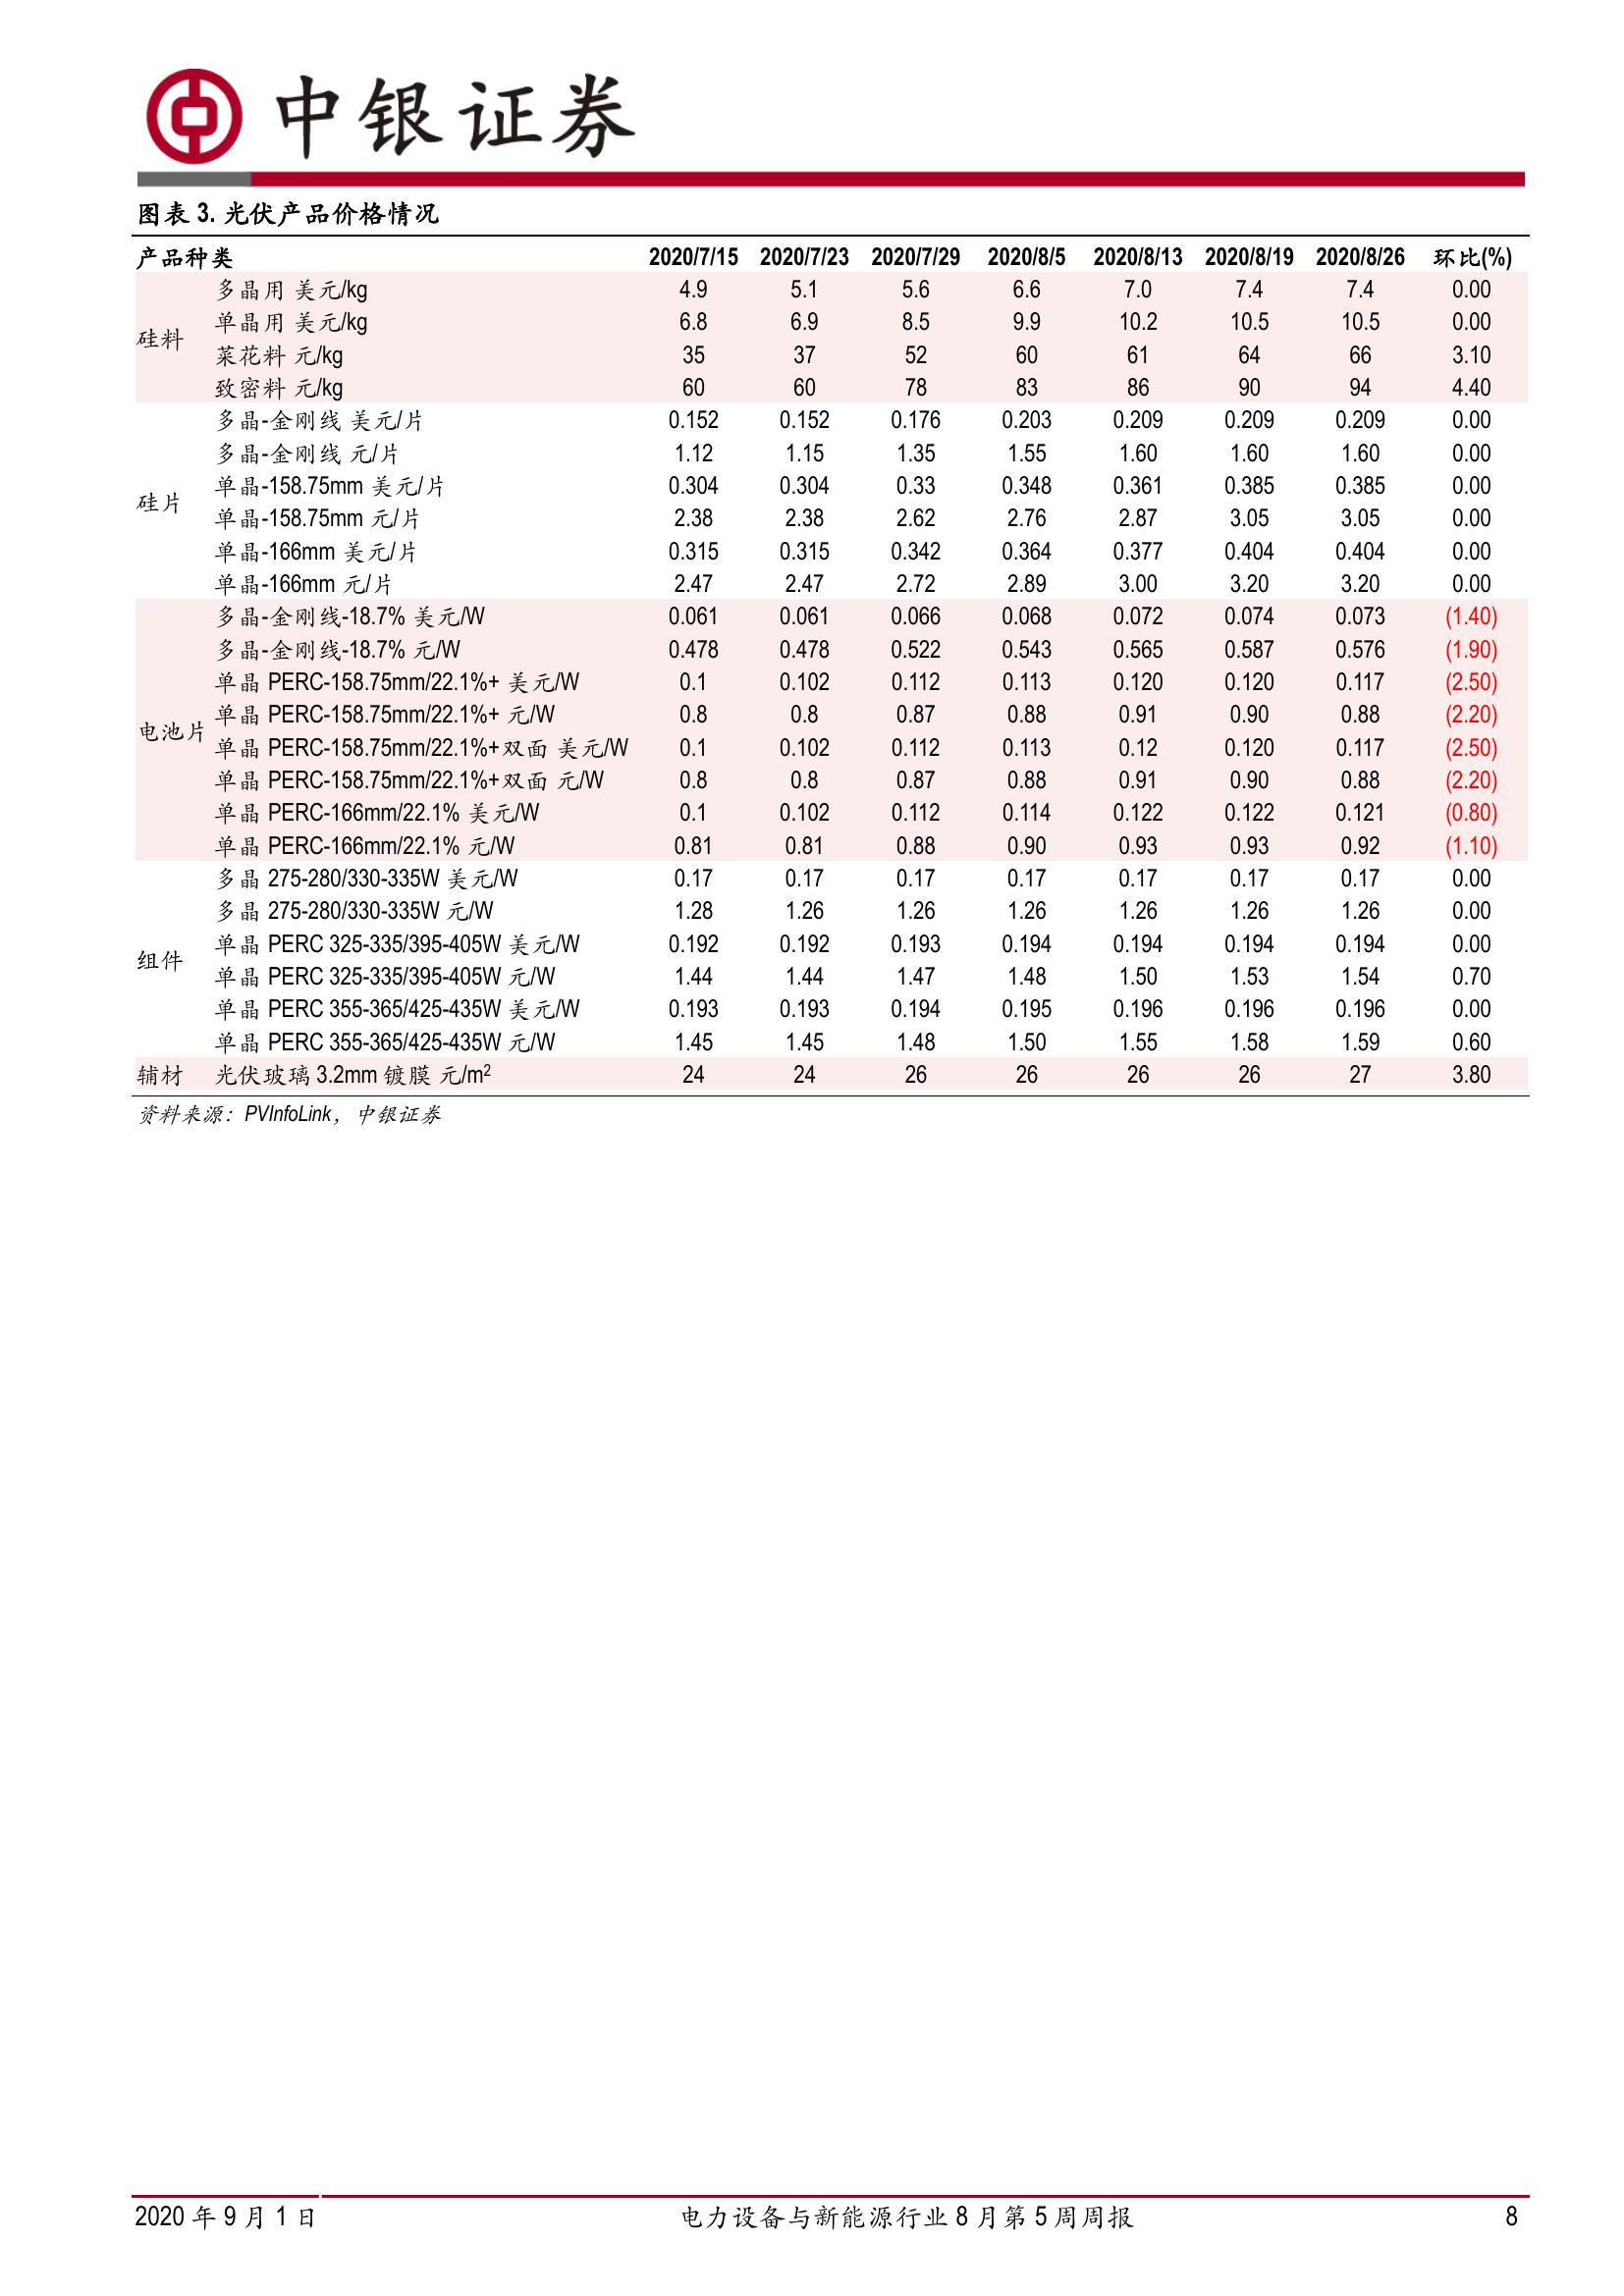 中银证券
图表 3. 光伏产品价格情况
产品种类 2020/7/15 2020/7/23 2020/7/29 2020/8/5 2020/8/13 2020/8/19 2020/8/26 环比(%)
硅料
多晶用 美元/kg 4.9 5.1 5.6 6.6 7.0 7.4 7.4 0.00
单晶用 美元/kg 6.8 6.9 8.5 9.9 10.2 10.5 10.5 0.00
菜花料 元/kg 35 37 52 60 61 64 66 3.10
致密料 元/kg 60 60 78 83 86 90 94 4.40
硅片
多晶-金刚线 美元/片 0.152 0.152 0.176 0.203 0.209 0.209 0.209 0.00
多晶-金刚线 元/片 1.12 1.15 1.35 1.55 1.60 1.60 1.60 0.00
单晶-158.75mm 美元/片 0.304 0.304 0.33 0.348 0.361 0.385 0.385 0.00
单晶-158.75mm 元/片 2.38 2.38 2.62 2.76 2.87 3.05 3.05 0.00
单晶-166mm 美元/片 0.315 0.315 0.342 0.364 0.377 0.404 0.404 0.00
单晶-166mm 元/片 2.47 2.47 2.72 2.89 3.00 3.20 3.20 0.00
电池片
多晶-金刚线-18.7% 美元/W 0.061 0.061 0.066 0.068 0.072 0.074 0.073 (1.40)
多晶-金刚线-18.7% 元/W 0.478 0.478 0.522 0.543 0.565 0.587 0.576 (1.90)
单晶 PERC-158.75mm/22.1%+ 美元/W 0.1 0.102 0.112 0.113 0.120 0.120 0.117 (2.50)
单晶 PERC-158.75mm/22.1%+ 元/W 0.8 0.8 0.87 0.88 0.91 0.90 0.88 (2.20)
单晶 PERC-158.75mm/22.1%+双面 美元/W 0.1 0.102 0.112 0.113 0.12 0.120 0.117 (2.50)
单晶 PERC-158.75mm/22.1%+双面 元/W 0.8 0.8 0.87 0.88 0.91 0.90 0.88 (2.20)
单晶 PERC-166mm/22.1% 美元/W 0.1 0.102 0.112 0.114 0.122 0.122 0.121 (0.80)
单晶 PERC-166mm/22.1% 元/W 0.81 0.81 0.88 0.90 0.93 0.93 0.92 (1.10)
组件
多晶 275-280/330-335W 美元/W 0.17 0.17 0.17 0.17 0.17 0.17 0.17 0.00
多晶 275-280/330-335W 元/W 1.28 1.26 1.26 1.26 1.26 1.26 1.26 0.00
单晶 PERC 325-335/395-405W 美元/W 0.192 0.192 0.193 0.194 0.194 0.194 0.194 0.00
单晶 PERC 325-335/395-405W 元/W 1.44 1.44 1.47 1.48 1.50 1.53 1.54 0.70
单晶 PERC 355-365/425-435W 美元/W 0.193 0.193 0.194 0.195 0.196 0.196 0.196 0.00
单晶 PERC 355-365/425-435W 元/W 1.45 1.45 1.48 1.50 1.55 1.58 1.59 0.60
辅材 光伏玻璃 3.2mm 镀膜 元/m² 24 24 26 26 26 26 27 3.80
资料来源：PVInfoLink，中银证券
2020 年 9 月 1 日 电力设备与新能源行业 8 月第 5 周周报 8